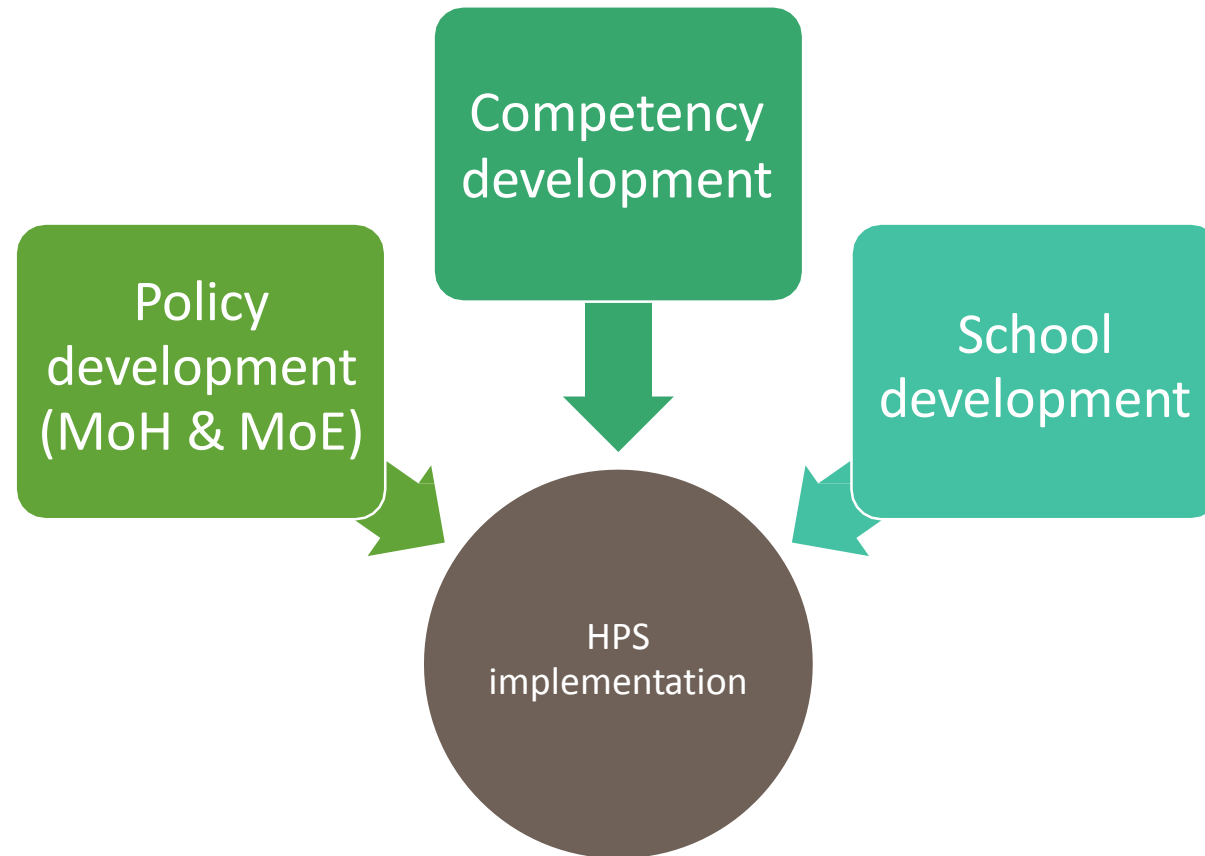 Competency
development
Policy
development
(MoH & MoE)
School
development
HPS
implementation